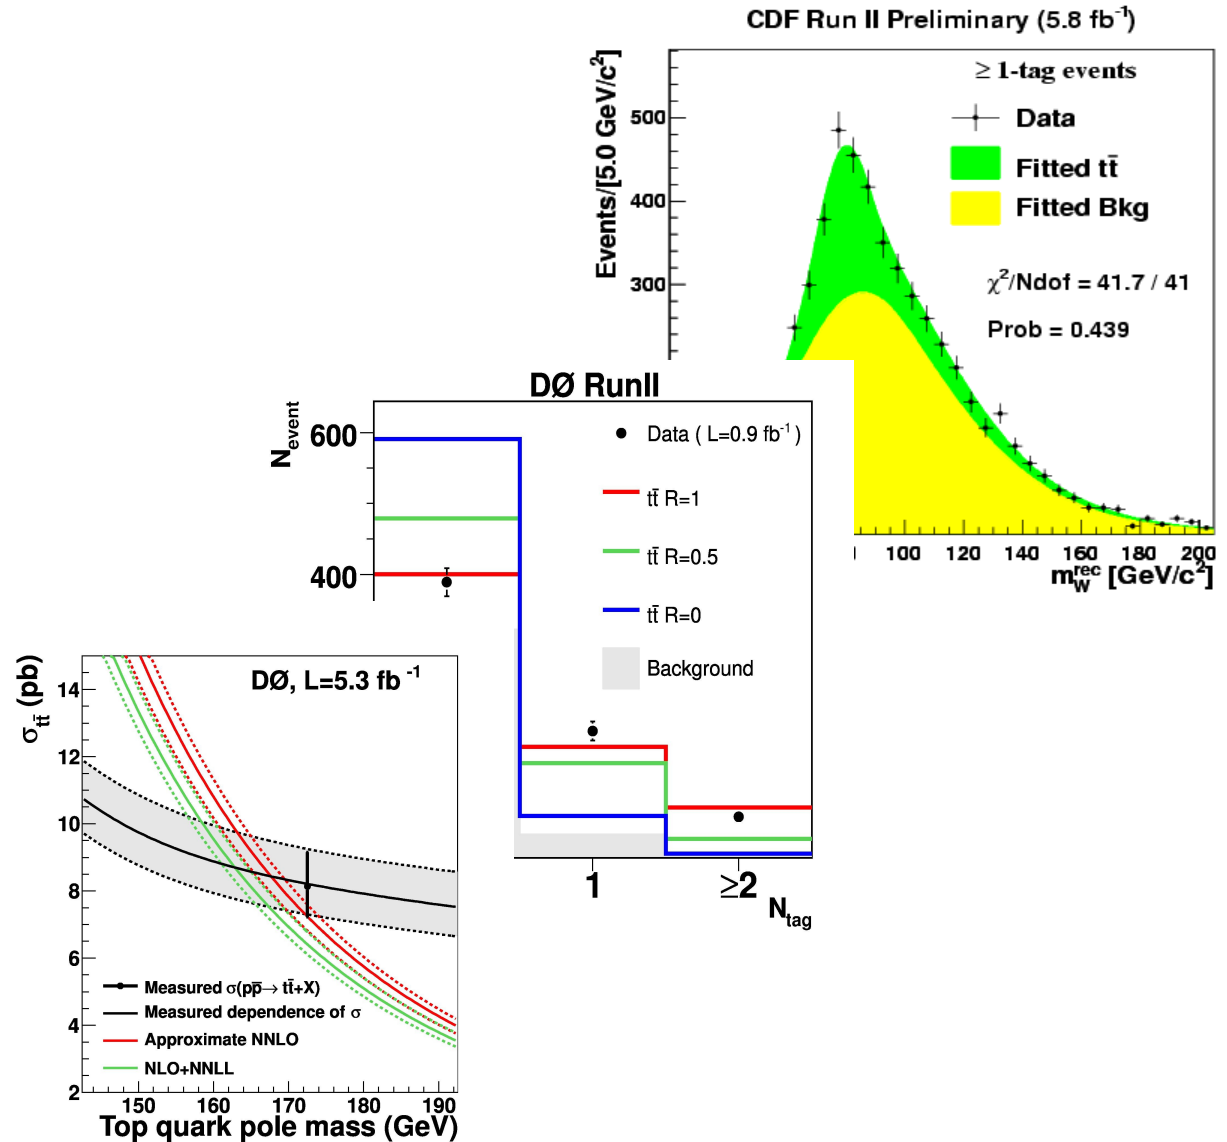 CDF Run II Preliminary (5.8 fb⁻¹)
Events/[5.0 GeV/c²]
500
400
300
≥ 1-tag events
Data
Fitted tt̄
Fitted Bkg
χ²/Ndof = 41.7 / 41
Prob = 0.439
100 120 140 160 180 200
m_W^rec [GeV/c²]
DØ RunII
N_event
600
400
Data ( L=0.9 fb⁻¹ )
tt̄ R=1
tt̄ R=0.5
tt̄ R=0
Background
1 ≥2
N_tag
σ_tt̄ (pb)
DØ, L=5.3 fb⁻¹
14
12
10
8
6
4
2
Measured σ(pp̄→ tt̄+X)
Measured dependence of σ
Approximate NNLO
NLO+NNLL
150 160 170 180 190
Top quark pole mass (GeV)